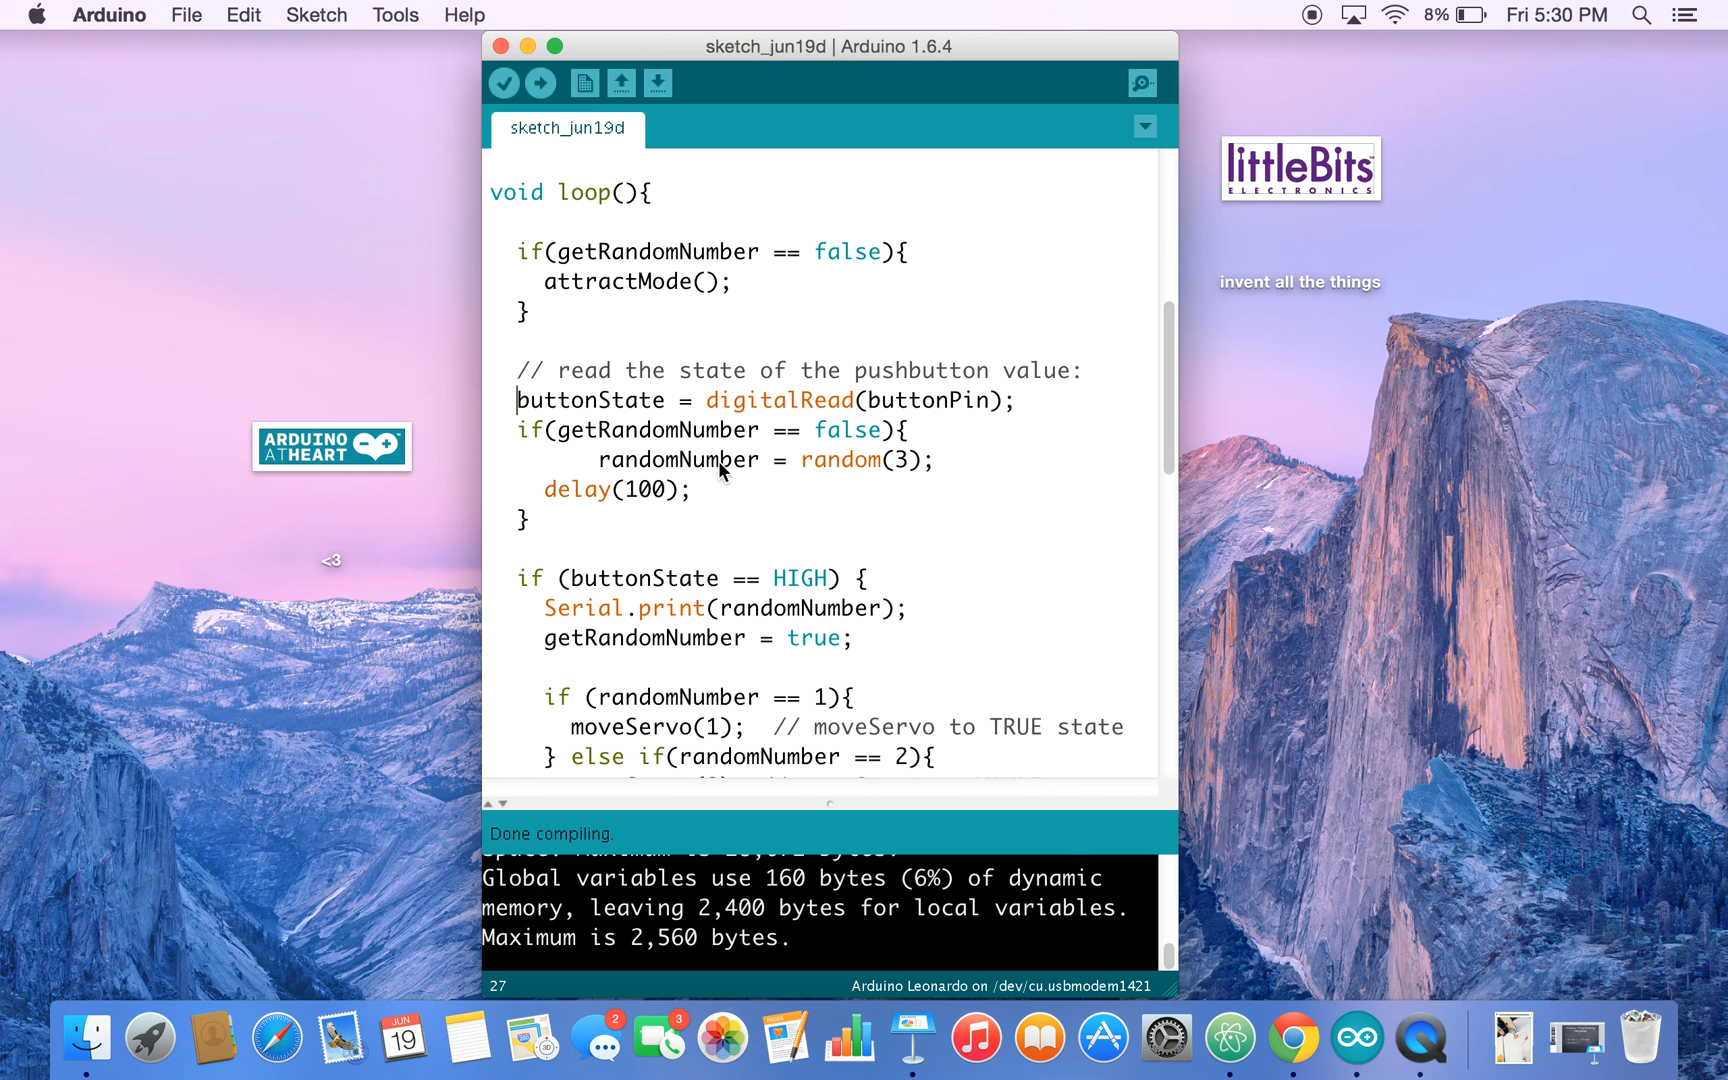 Arduino File Edit Sketch Tools Help
8% Fri 5:30 PM
sketch_jun19d | Arduino 1.6.4
sketch_jun19d
void loop(){
if(getRandomNumber == false){
attractMode();
}
// read the state of the pushbutton value:
buttonState = digitalRead(buttonPin);
if(getRandomNumber == false){
randomNumber = random(3);
delay(100);
}
if (buttonState == HIGH) {
Serial.print(randomNumber);
getRandomNumber = true;
if (randomNumber == 1){
moveServo(1); // moveServo to TRUE state
} else if(randomNumber == 2){
Done compiling.
Global variables use 160 bytes (6%) of dynamic
memory, leaving 2,400 bytes for local variables.
Maximum is 2,560 bytes.
27 Arduino Leonardo on /dev/cu.usbmodem1421
littleBits
ELECTRONICS
invent all the things
ARDUINO
AT HEART
<3
JUN
19
280
3D
2
3